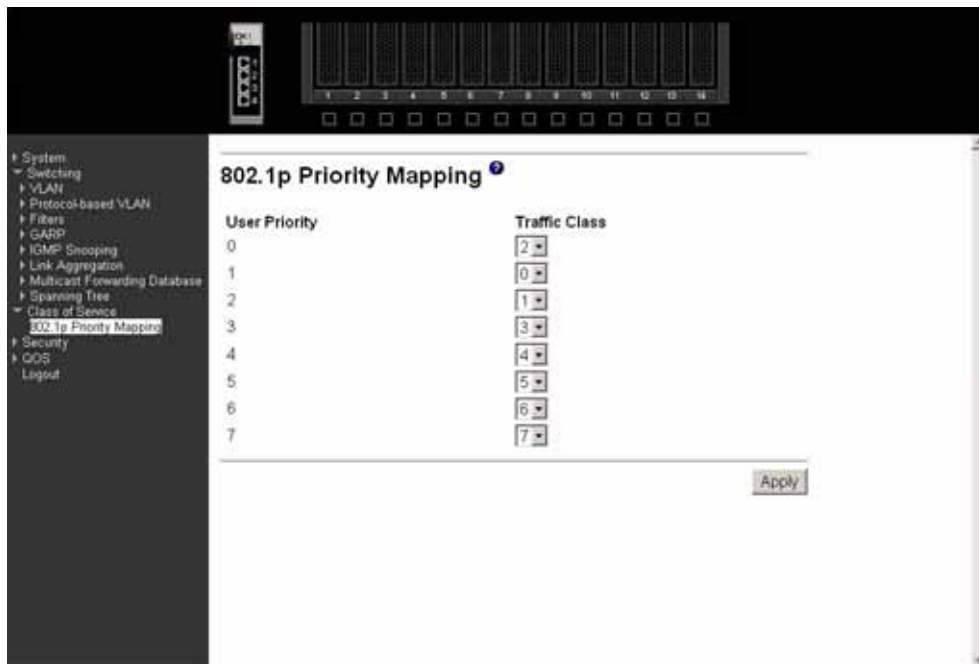 1 2 3 4 5 6 7 8 9 10 11 12 13 14
System
Switching
VLAN
Protocol-based VLAN
Filters
GARP
IGMP Snooping
Link Aggregation
Multicast Forwarding Database
Spanning Tree
Class of Service
802.1p Priority Mapping
Security
QOS
Logout
802.1p Priority Mapping ?
User Priority Traffic Class
0 2
1 0
2 1
3 3
4 4
5 5
6 6
7 7
Apply